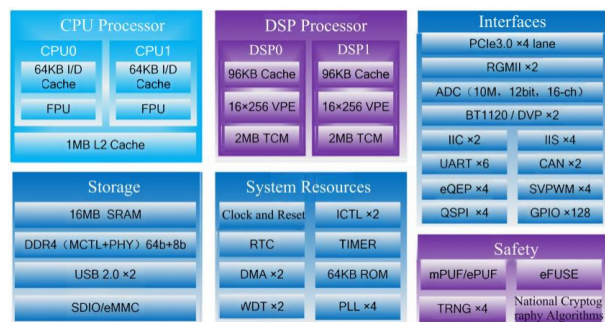 CPU Processor
CPU0
CPU1
64KB I/D
Cache
64KB I/D
Cache
FPU
FPU
1MB L2 Cache
DSP Processor
DSP0
DSP1
96KB Cache
96KB Cache
16×256 VPE
16×256 VPE
2MB TCM
2MB TCM
Interfaces
PCIe3.0 ×4 lane
RGMII ×2
ADC（10M，12bit，16-ch）
BT1120 / DVP ×2
IIC ×2
IIS ×4
UART ×6
CAN ×2
eQEP ×4
SVPWM ×4
QSPI ×4
GPIO ×128
Storage
16MB SRAM
DDR4（MCTL+PHY）64b+8b
USB 2.0 ×2
SDIO/eMMC
System Resources
Clock and Reset
ICTL ×2
RTC
TIMER
DMA ×2
64KB ROM
WDT ×2
PLL ×4
Safety
mPUF/ePUF
eFUSE
TRNG ×4
National Cryptog
raphy Algorithms